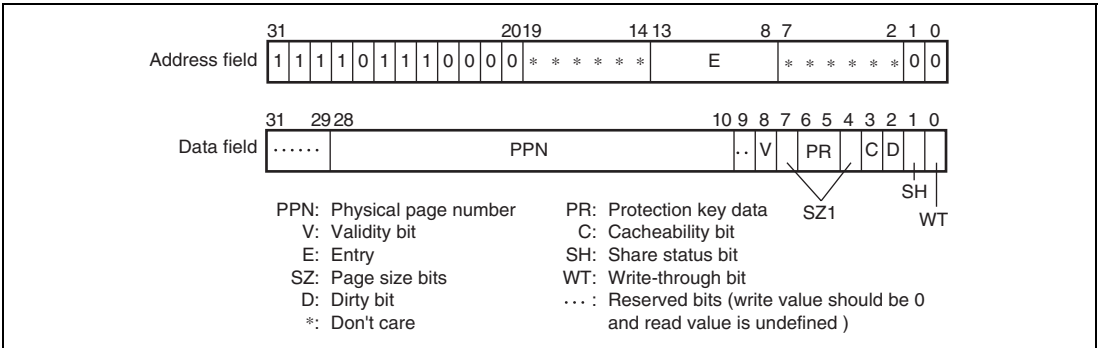 31 2019 14 13 8 7 2 1 0
Address field 1 1 1 1 0 1 1 1 0 0 0 0 * * * * * * E * * * * * * 0 0
31 29 28 10 9 8 7 6 5 4 3 2 1 0
Data field ...... PPN .. V PR C D
SH
SZ1
WT
PPN: Physical page number
V: Validity bit
E: Entry
SZ: Page size bits
D: Dirty bit
*: Don't care
PR: Protection key data
C: Cacheability bit
SH: Share status bit
WT: Write-through bit
... : Reserved bits (write value should be 0
and read value is undefined )